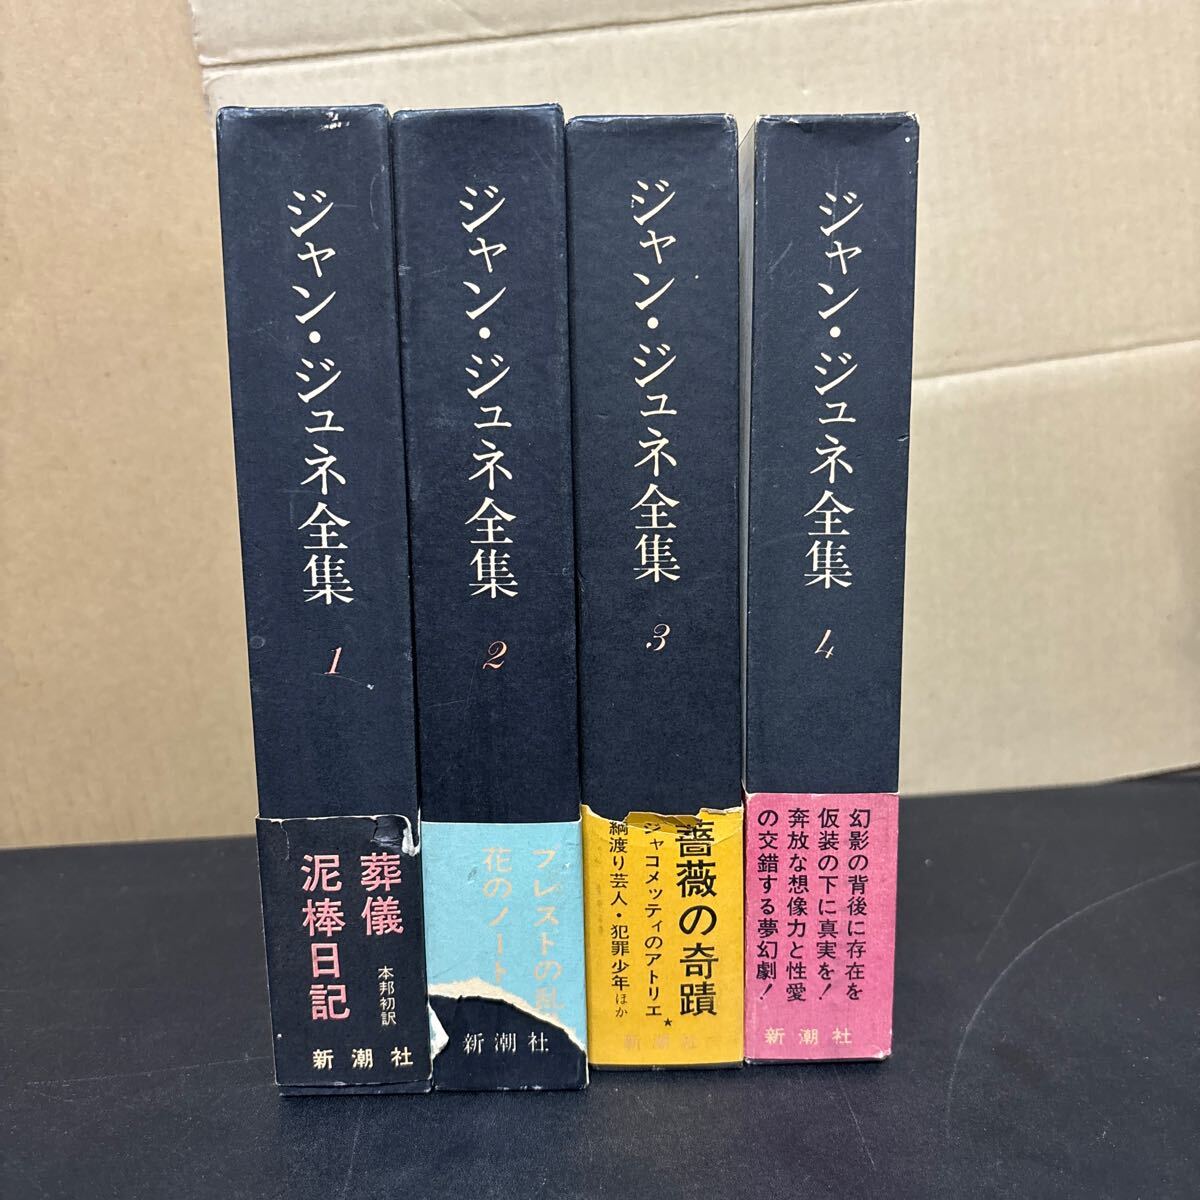 ジャン・ジュネ全集
1
葬儀 本邦初訳
泥棒日記
新潮社
ジャン・ジュネ全集
2
ブレストの乱
花のノート
新潮社
ジャン・ジュネ全集
3
薔薇の奇蹟
ジャコメッティのアトリエ★
綱渡り芸人・犯罪少年ほか
新潮社
ジャン・ジュネ全集
4
幻影の背後に存在を
仮装の下に真実を!
奔放な想像力と性愛
の交錯する夢幻劇!
新潮社